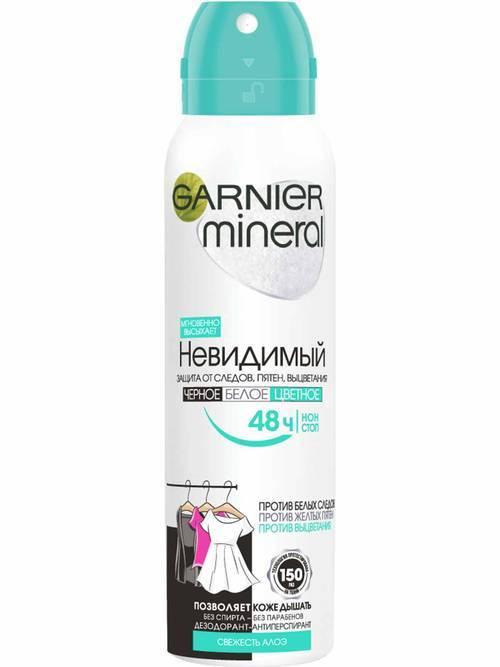 GARNIER
mineral
МГНОВЕННО
ВЫСЫХАЕТ
Невидимый
ЗАЩИТА ОТ СЛЕДОВ, ПЯТЕН, ВЫЦВЕТАНИЯ
ЧЕРНОЕ БЕЛОЕ ЦВЕТНОЕ
48 ч НОН
СТОП
ПРОТИВ БЕЛЫХ СЛЕДОВ
ПРОТИВ ЖЕЛТЫХ ПЯТЕН
ПРОТИВ ВЫЦВЕТАНИЯ
150
РАЗ
ПОЗВОЛЯЕТ КОЖЕ ДЫШАТЬ
БЕЗ СПИРТА – БЕЗ ПАРАБЕНОВ
ДЕЗОДОРАНТ-АНТИПЕРСПИРАНТ
СВЕЖЕСТЬ АЛОЭ